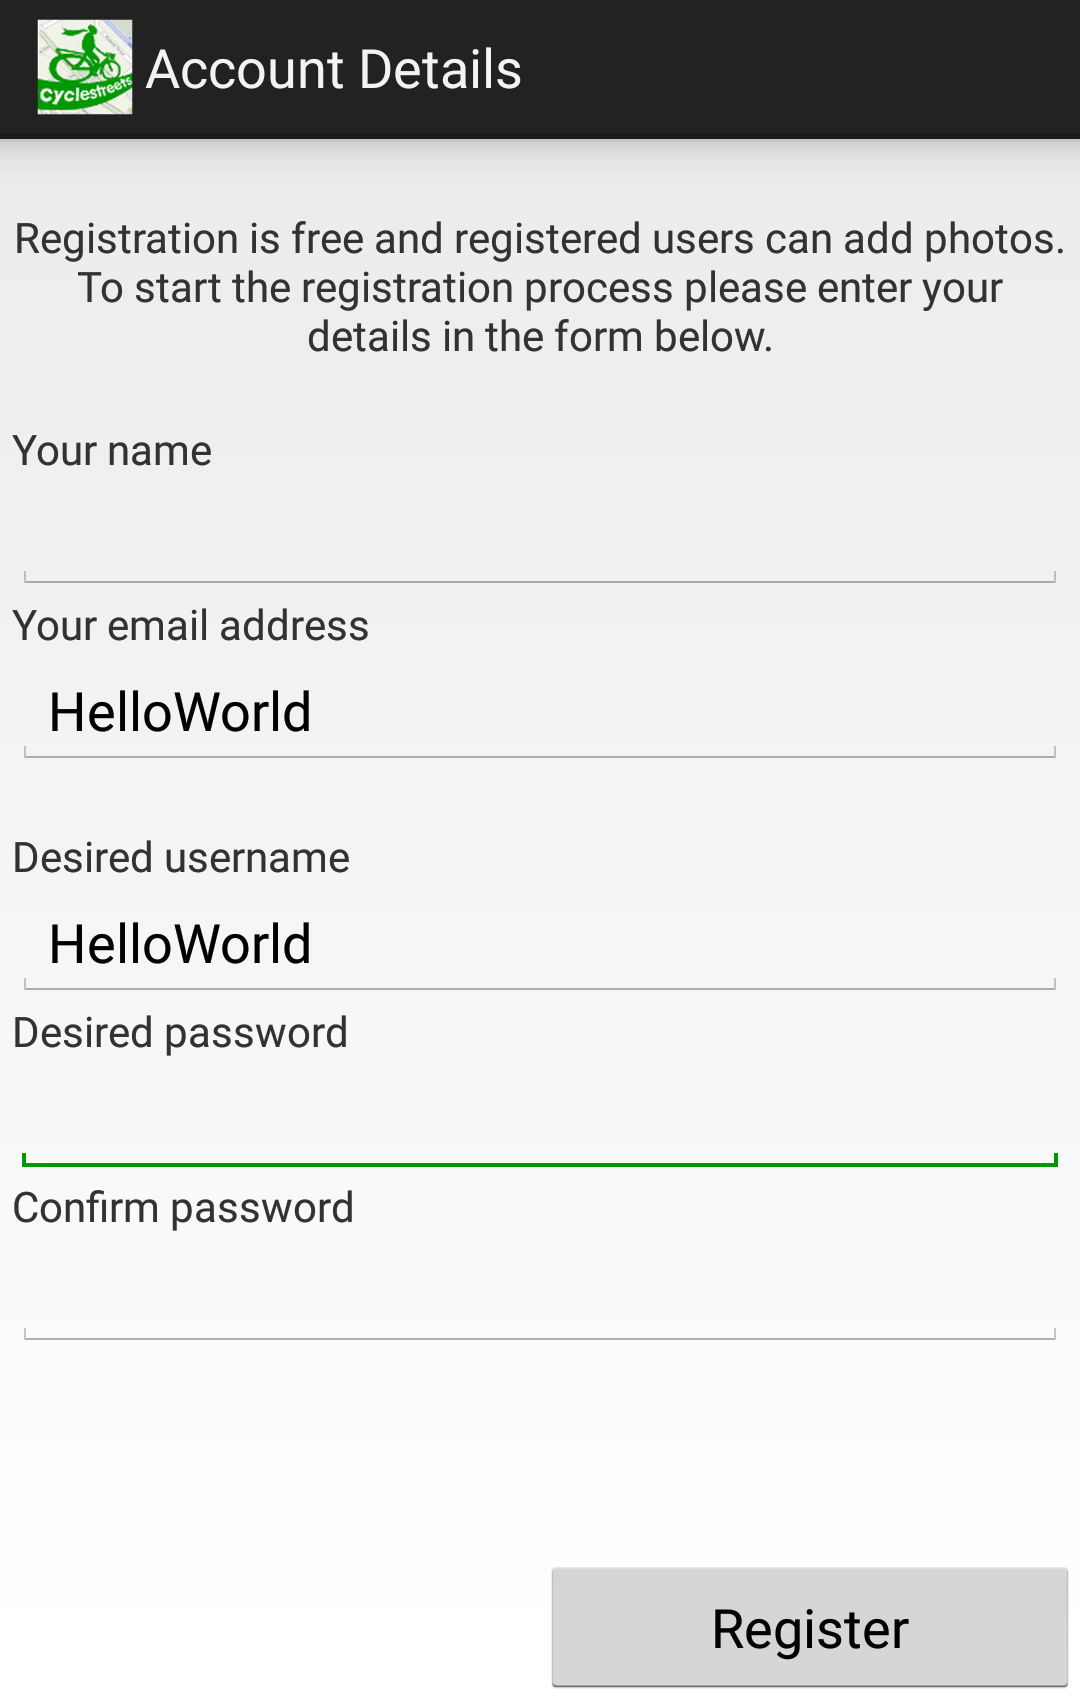 Cyclestreets
Account Details
Registration is free and registered users can add photos.
To start the registration process please enter your
details in the form below.
Your name
Your email address
HelloWorld
Desired username
HelloWorld
Desired password
Confirm password
Register